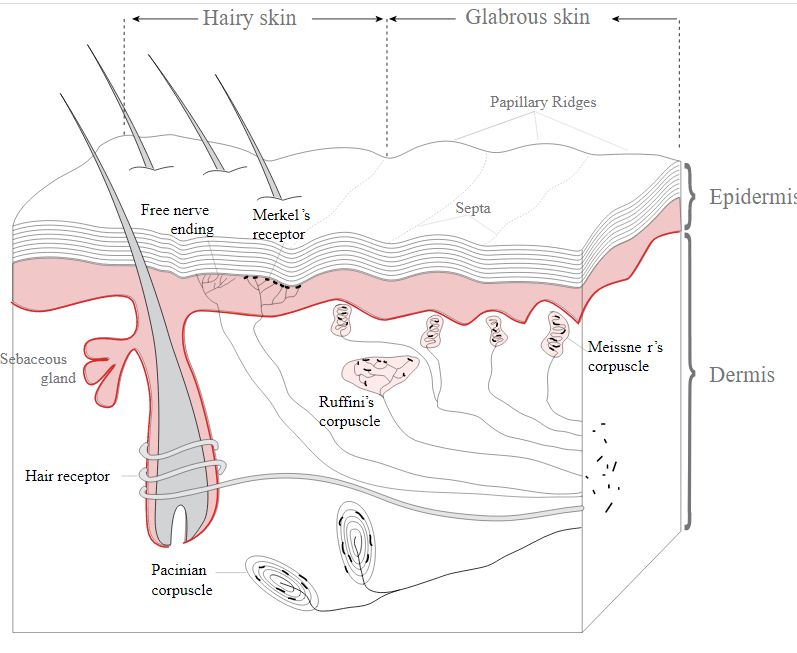 Hairy skin
Glabrous skin
Papillary Ridges
Free nerve
ending
Merkel's
receptor
Septa
Epidermis
Sebaceous
gland
Meissne r's
corpuscle
Dermis
Ruffini's
corpuscle
Hair receptor
Pacinian
corpuscle